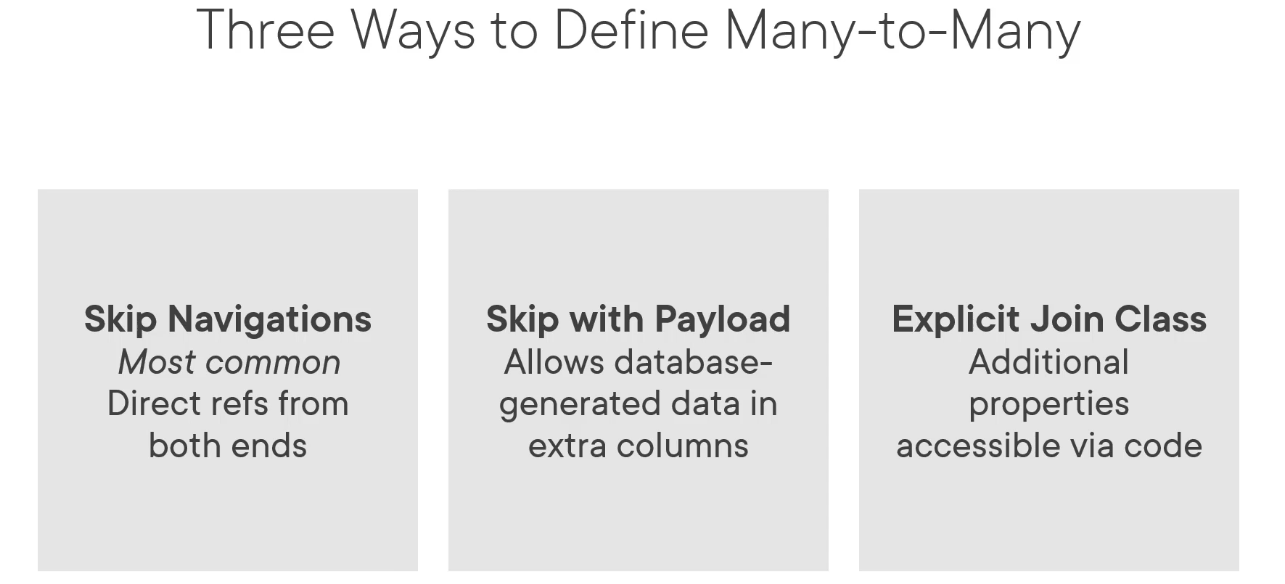 Three Ways to Define Many-to-Many
Skip Navigations
Most common
Direct refs from
both ends
Skip with Payload
Allows database-
generated data in
extra columns
Explicit Join Class
Additional
properties
accessible via code